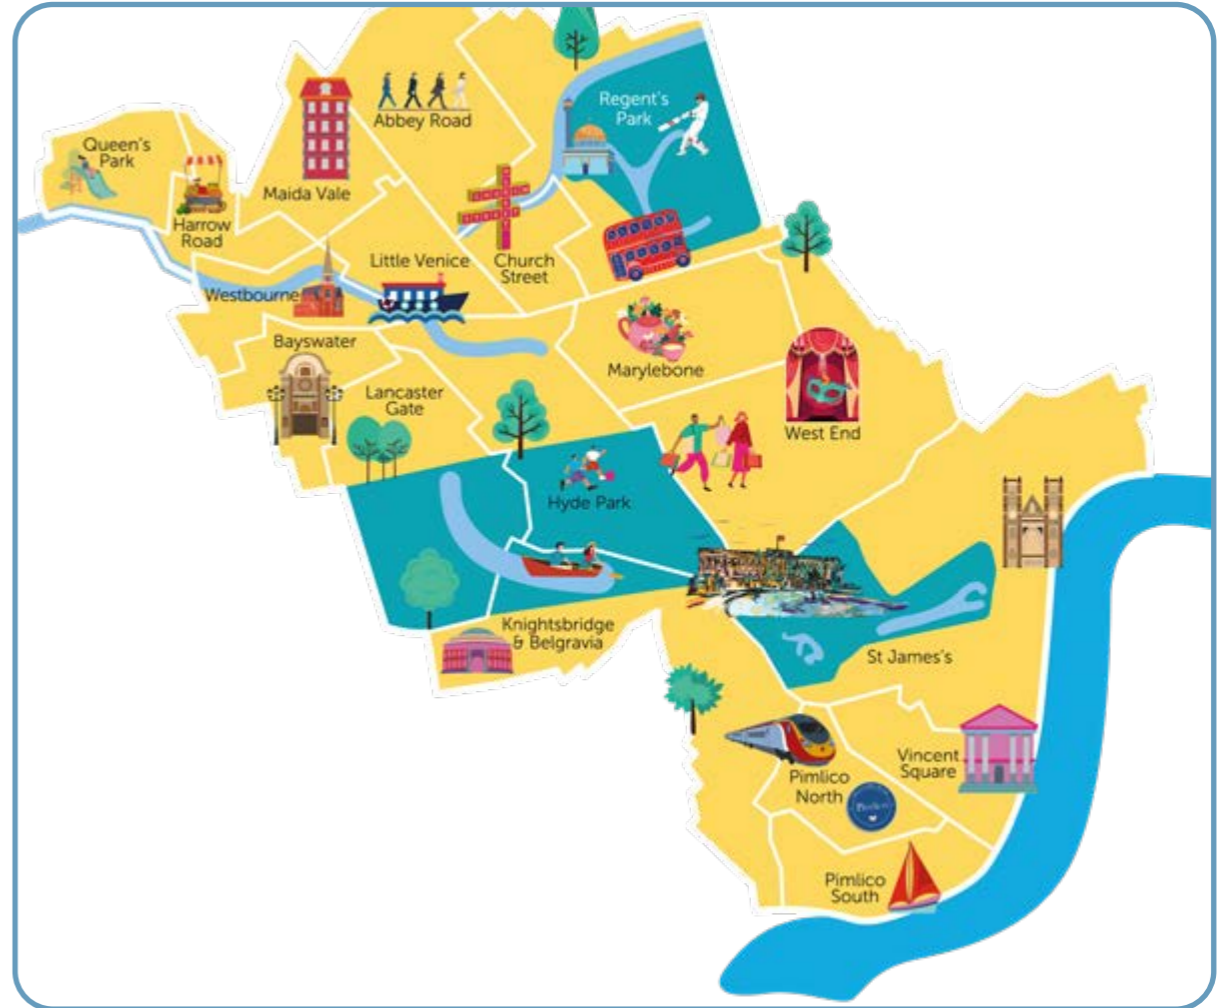 Regent's
Park
Abbey Road
Queen's
Park
Maida Vale
Harrow
Road
Little Venice
Church
Street
Westbourne
Bayswater
Marylebone
Lancaster
Gate
West End
Hyde Park
Knightsbridge
& Belgravia
St James's
Vincent
Square
Pimlico
North
Pimlico
South